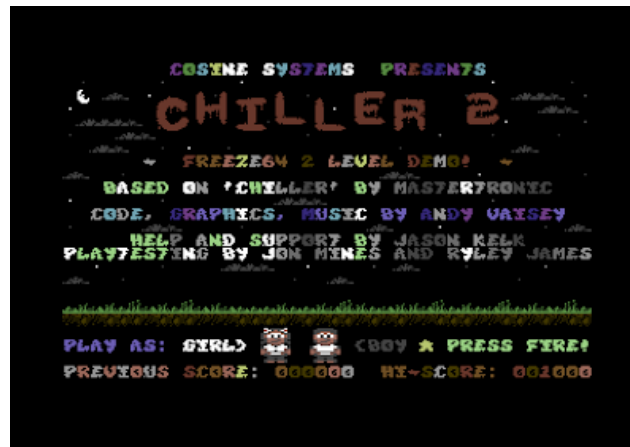 COSINE SYSTEMS PRESENTS
CHILLER 2
~ FREEZE64 2 LEVEL DEMO! ~
BASED ON 'CHILLER' BY MASTERTRONIC
CODE, GRAPHICS, MUSIC BY ANDY VAISEY
HELP AND SUPPORT BY JASON KELK
PLAYTESTING BY JON MINES AND RYLEY JAMES
PLAY AS: GIRL> <BOY ★ PRESS FIRE!
PREVIOUS SCORE: 000000 HI-SCORE: 001000